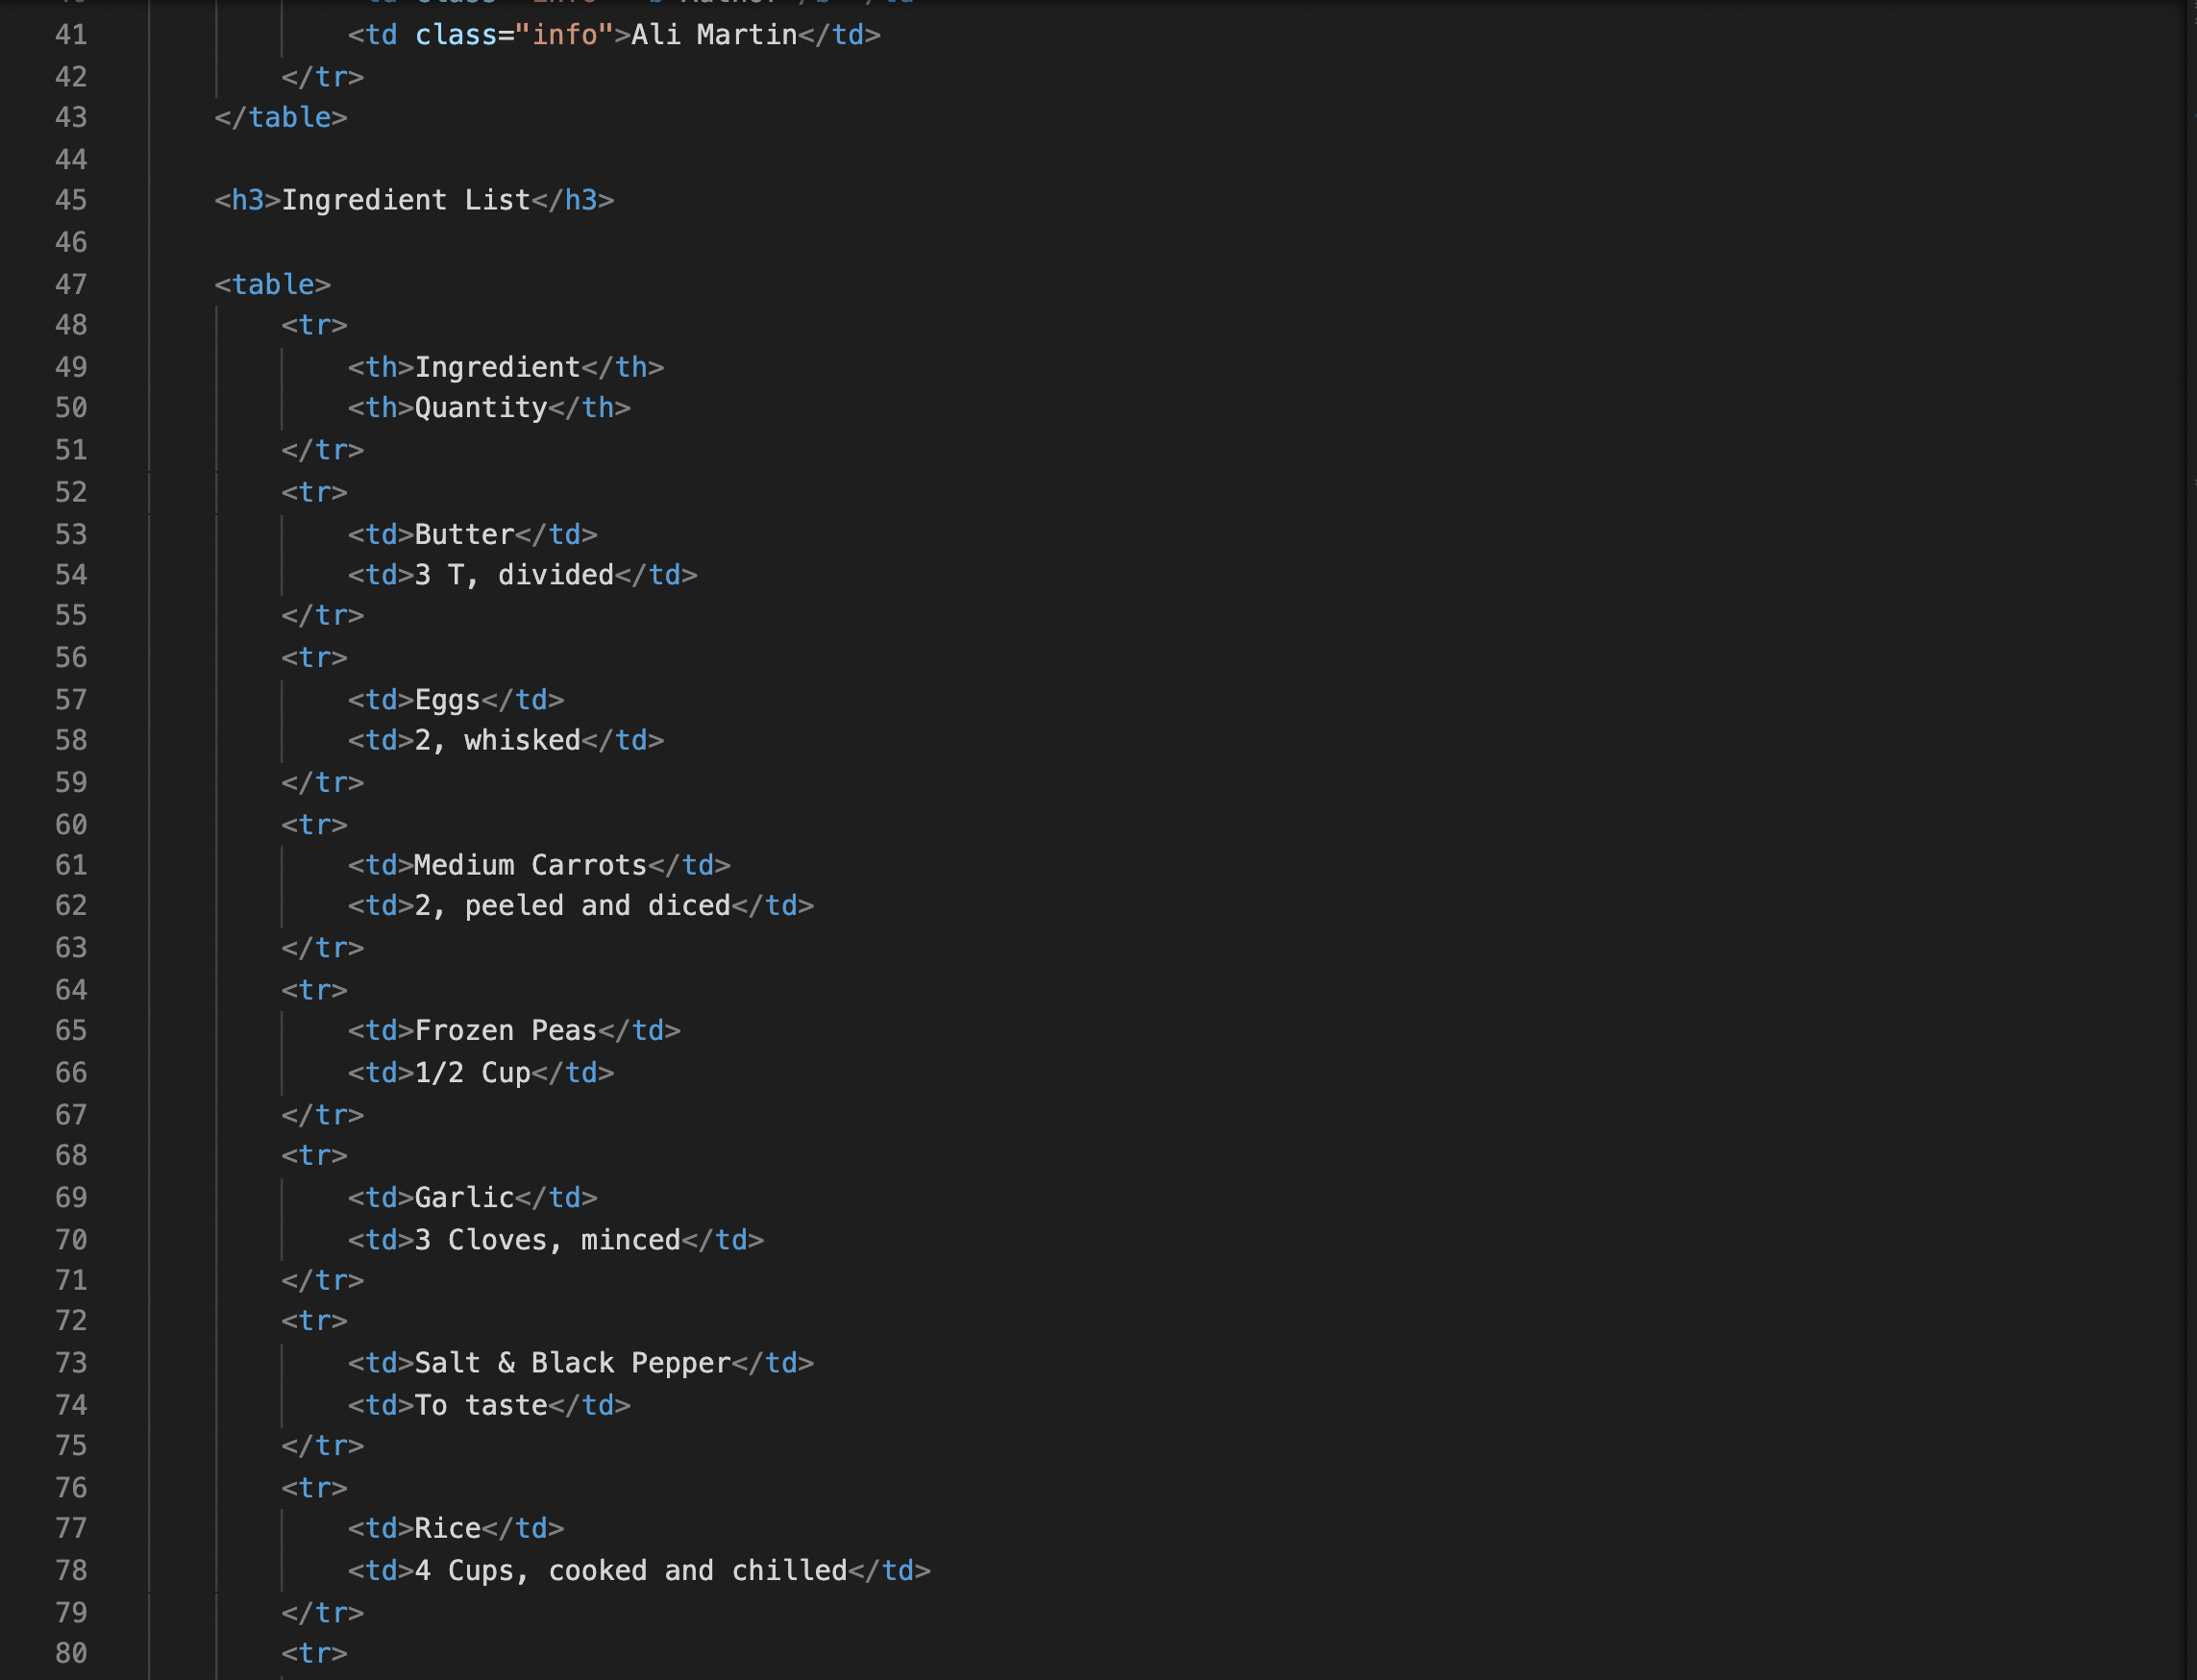 41 <td class="info">Ali Martin</td>
42 </tr>
43 </table>
44
45 <h3>Ingredient List</h3>
46
47 <table>
48 <tr>
49 <th>Ingredient</th>
50 <th>Quantity</th>
51 </tr>
52 <tr>
53 <td>Butter</td>
54 <td>3 T, divided</td>
55 </tr>
56 <tr>
57 <td>Eggs</td>
58 <td>2, whisked</td>
59 </tr>
60 <tr>
61 <td>Medium Carrots</td>
62 <td>2, peeled and diced</td>
63 </tr>
64 <tr>
65 <td>Frozen Peas</td>
66 <td>1/2 Cup</td>
67 </tr>
68 <tr>
69 <td>Garlic</td>
70 <td>3 Cloves, minced</td>
71 </tr>
72 <tr>
73 <td>Salt & Black Pepper</td>
74 <td>To taste</td>
75 </tr>
76 <tr>
77 <td>Rice</td>
78 <td>4 Cups, cooked and chilled</td>
79 </tr>
80 <tr>